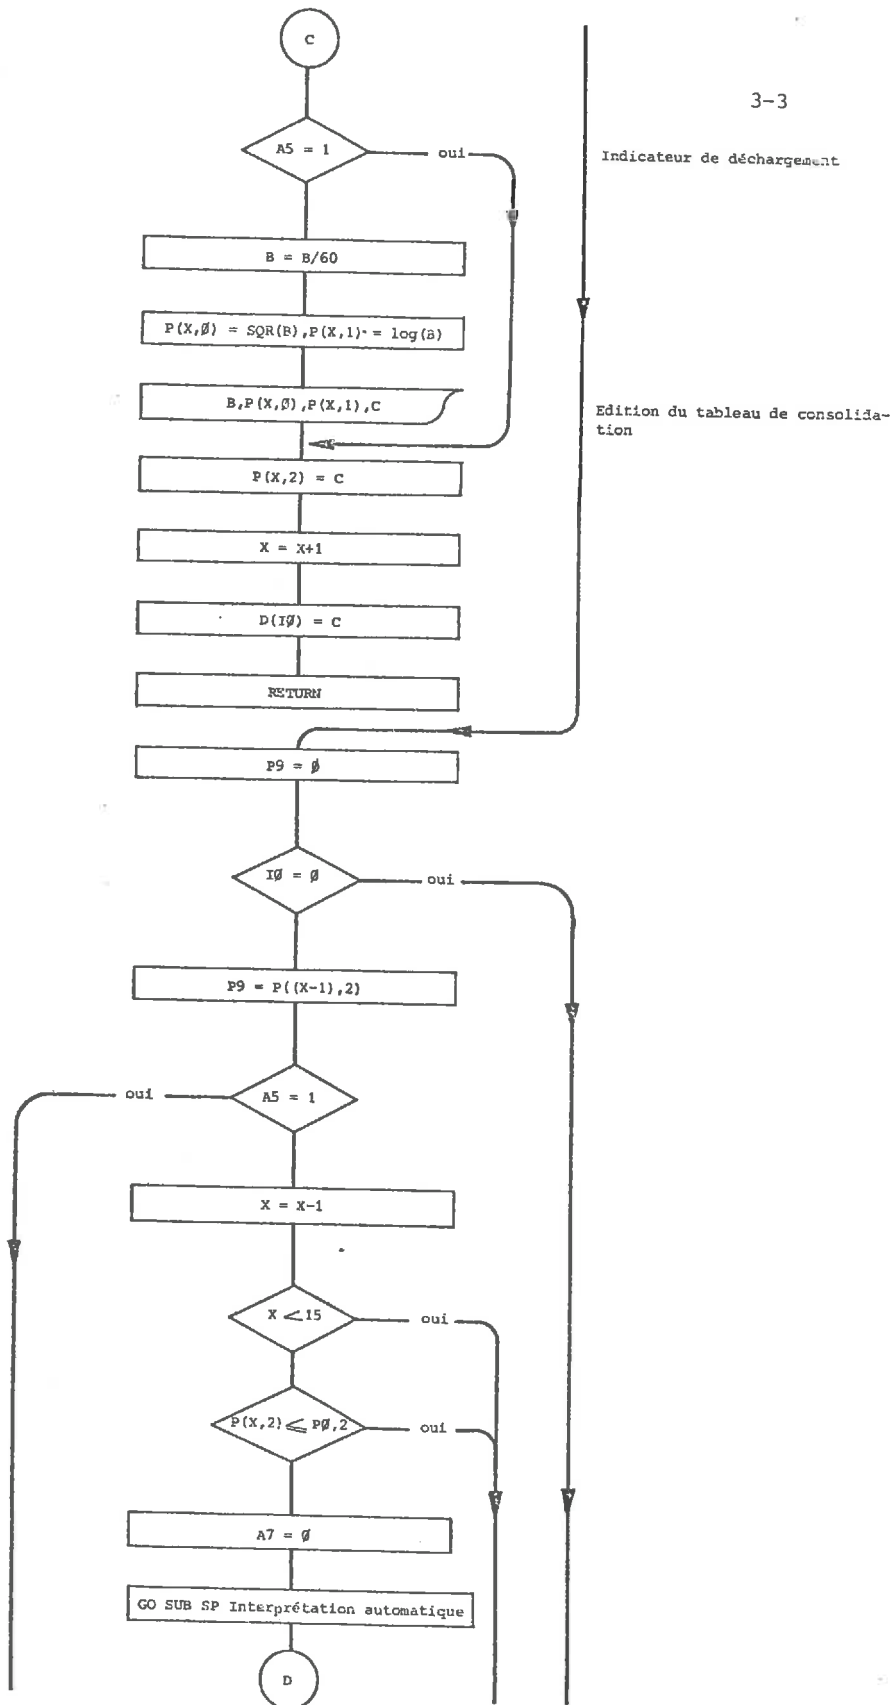 C
3-3
A5 = 1
oui
Indicateur de déchargement
B = B/60
P(X,Ø) = SQR(B),P(X,1) = log(B)
B,P(X,Ø),P(X,1),C
Edition du tableau de consolida-
tion
P(X,2) = C
X = X+1
D(IØ) = C
RETURN
P9 = Ø
IØ = Ø
oui
P9 = P((X-1),2)
oui
A5 = 1
X = X-1
X < 15
oui
P(X,2) ≤ PØ,2
oui
A7 = Ø
GO SUB SP Interprétation automatique
D